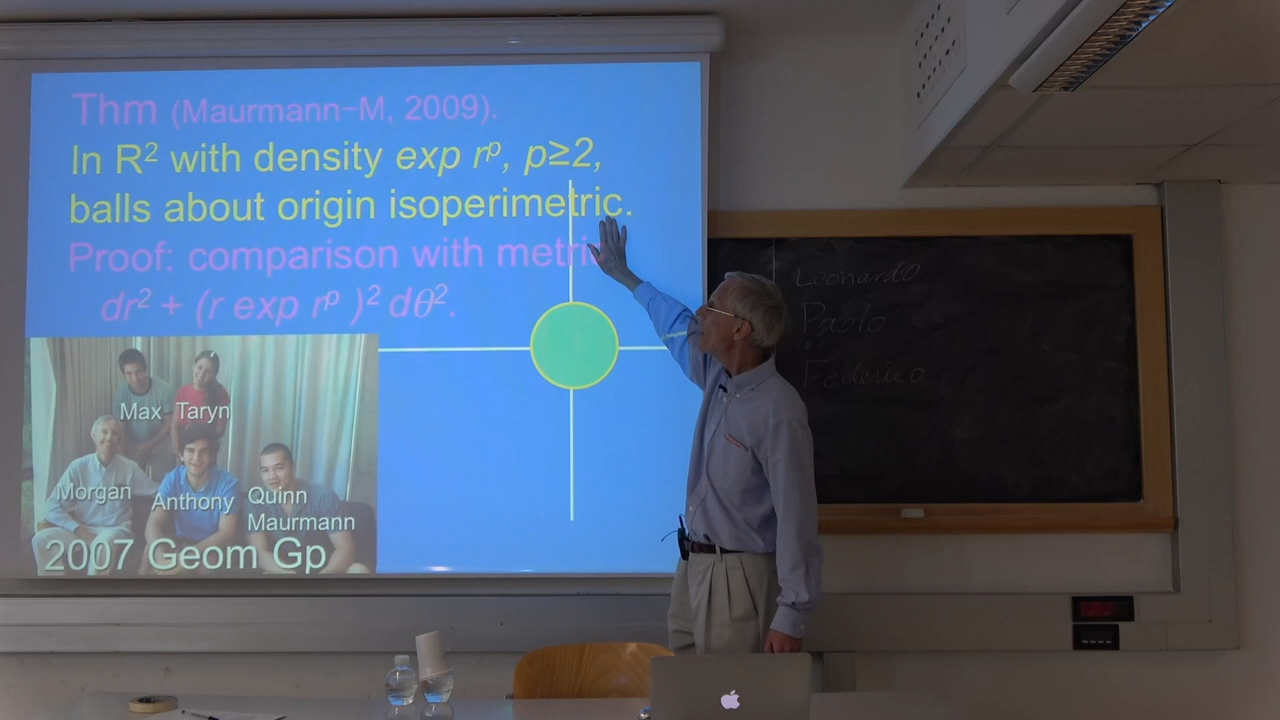 Thm (Maurmann−M, 2009).
In R² with density exp rᵖ, p≥2,
balls about origin isoperimetric.
Proof: comparison with metri
dr² + (r exp rᵖ )² dθ².
Max Taryn
Morgan
Anthony
Quinn
Maurmann
2007 Geom Gp
Leonardo
Paolo
Federico